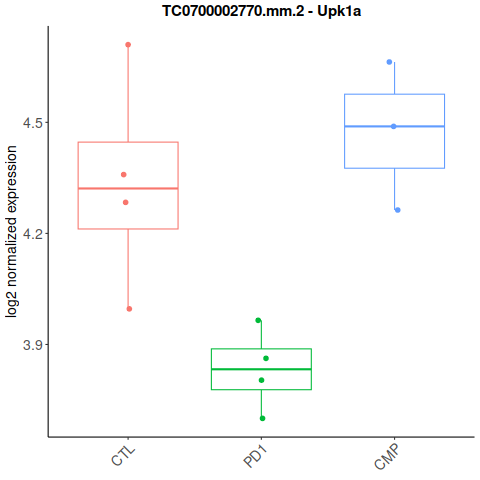 TC0700002770.mm.2 - Upk1a
log2 normalized expression
4.5
4.2
3.9
CTL
PD1
CMP